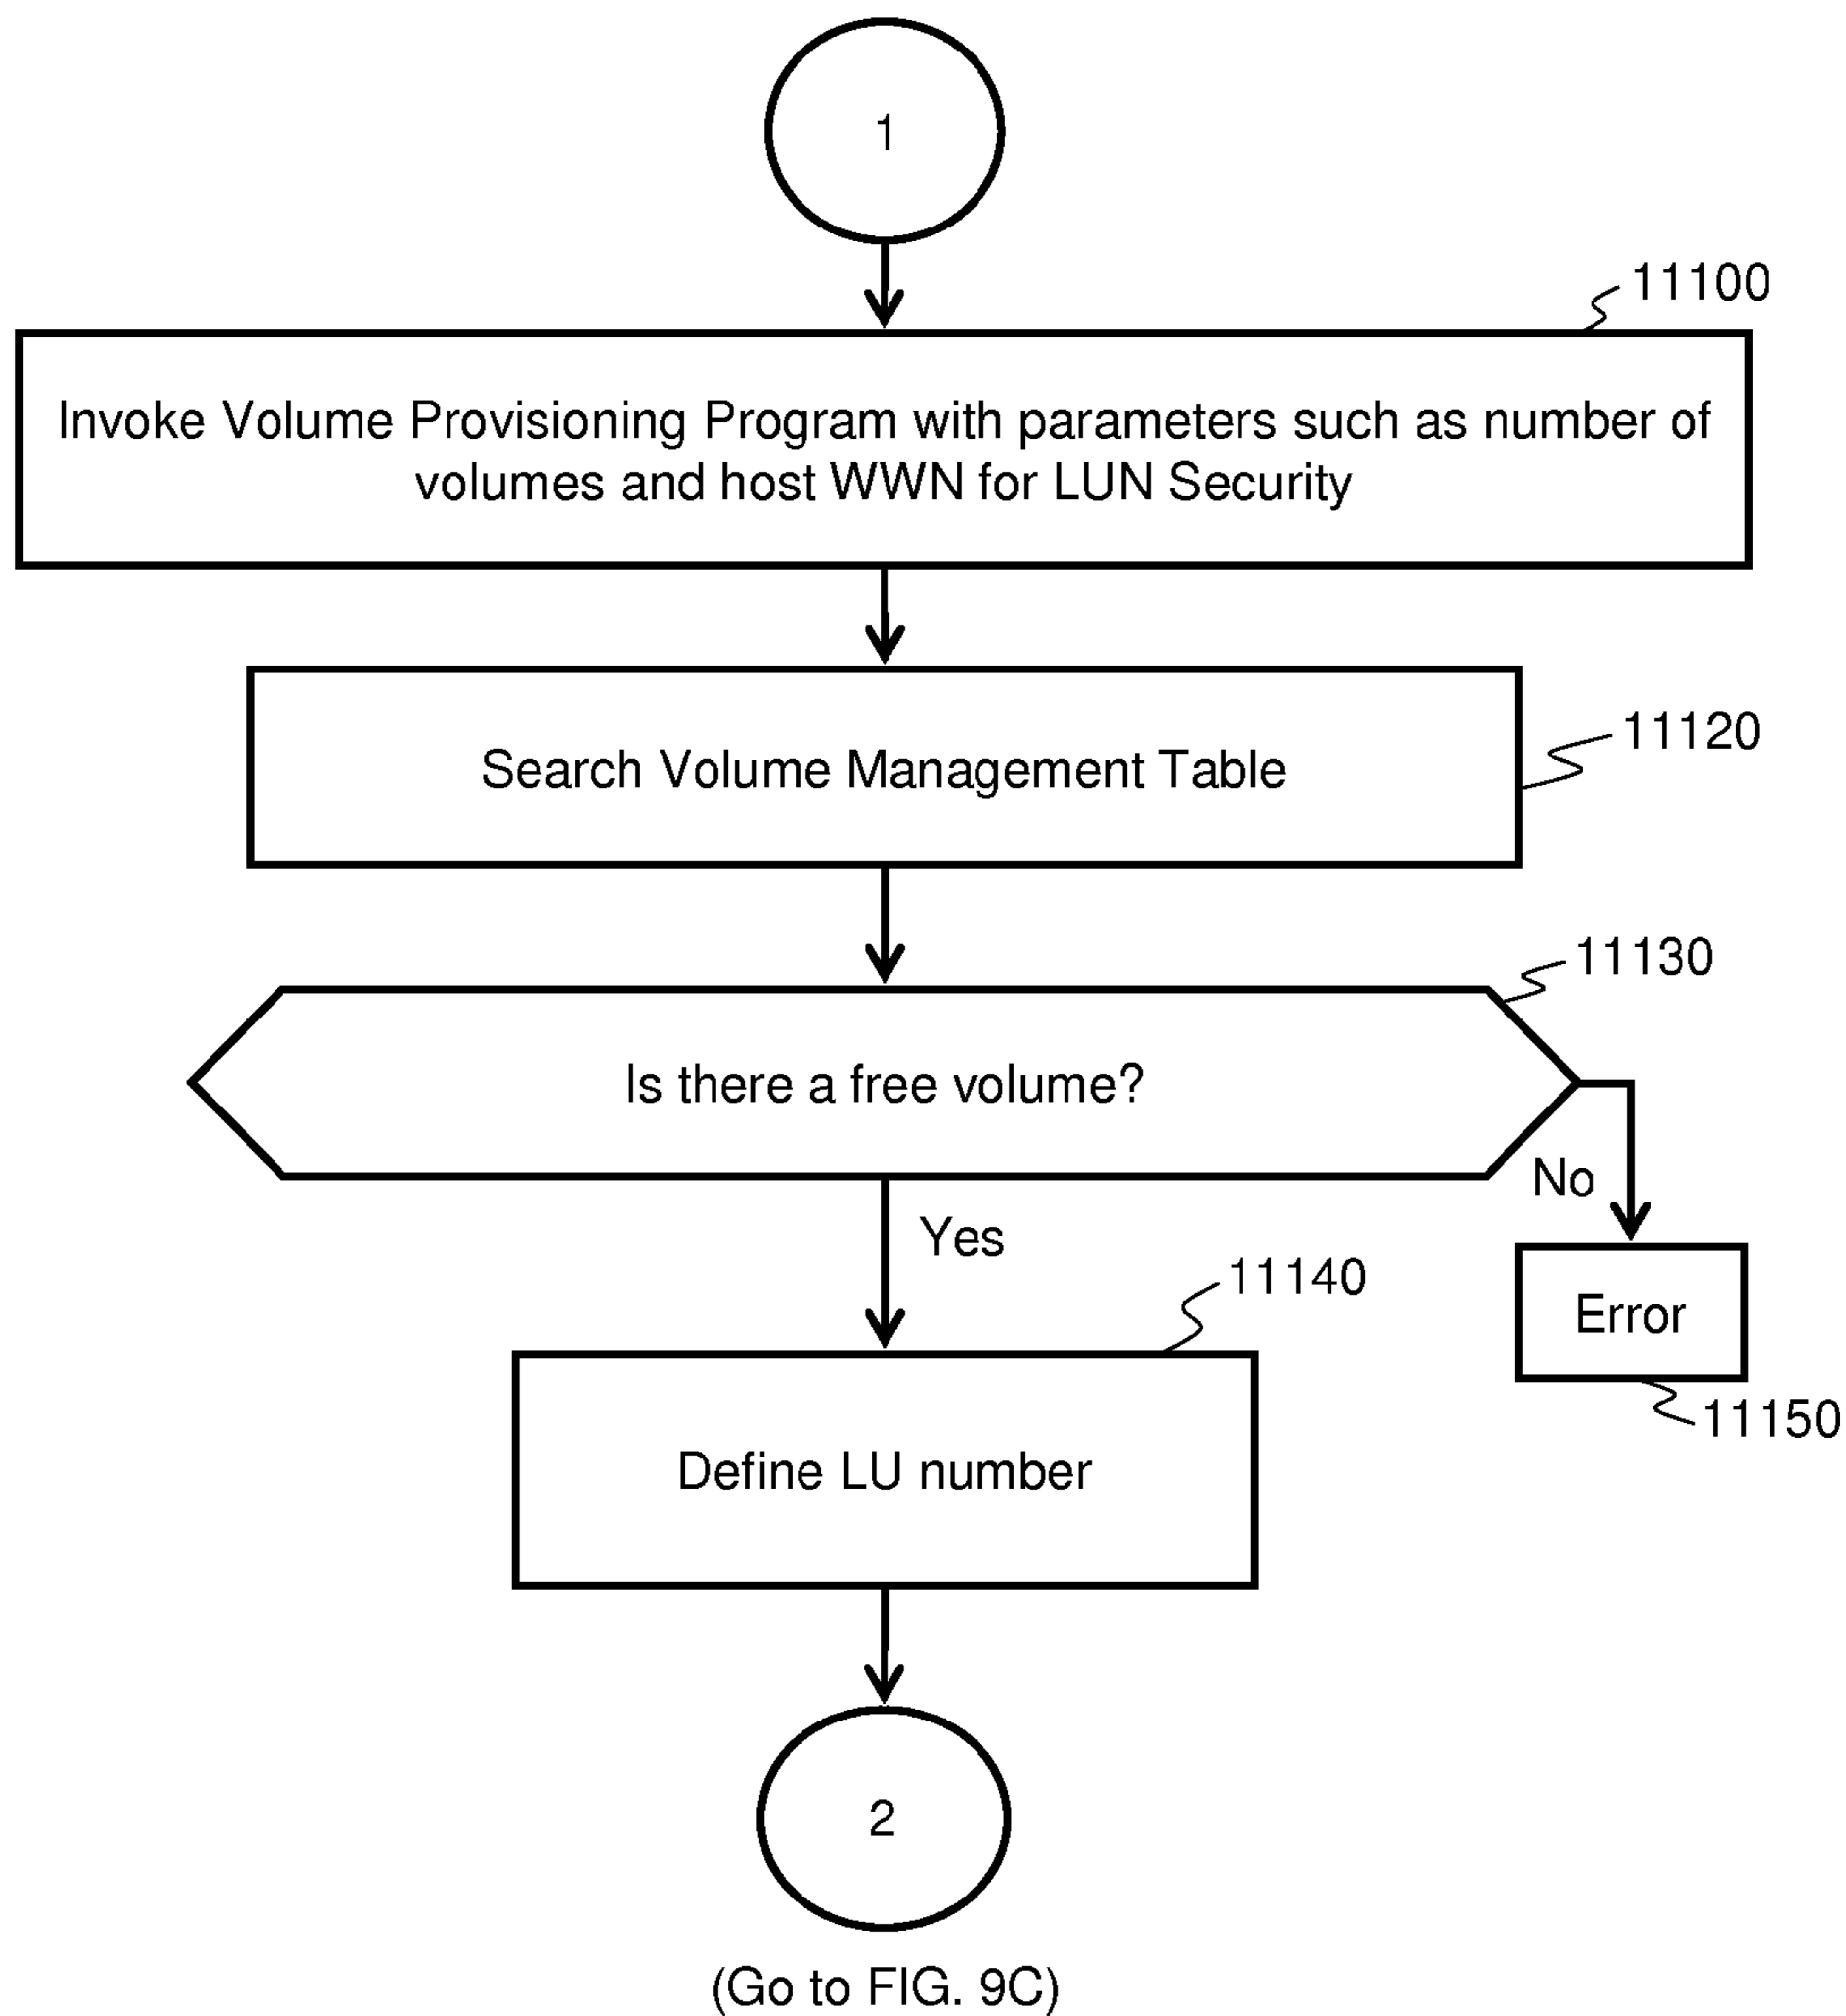 1
11100
Invoke Volume Provisioning Program with parameters such as number of
volumes and host WWN for LUN Security
11120
Search Volume Management Table
11130
Is there a free volume?
No
Yes
11140
Error
11150
Define LU number
2
(Go to FIG. 9C)